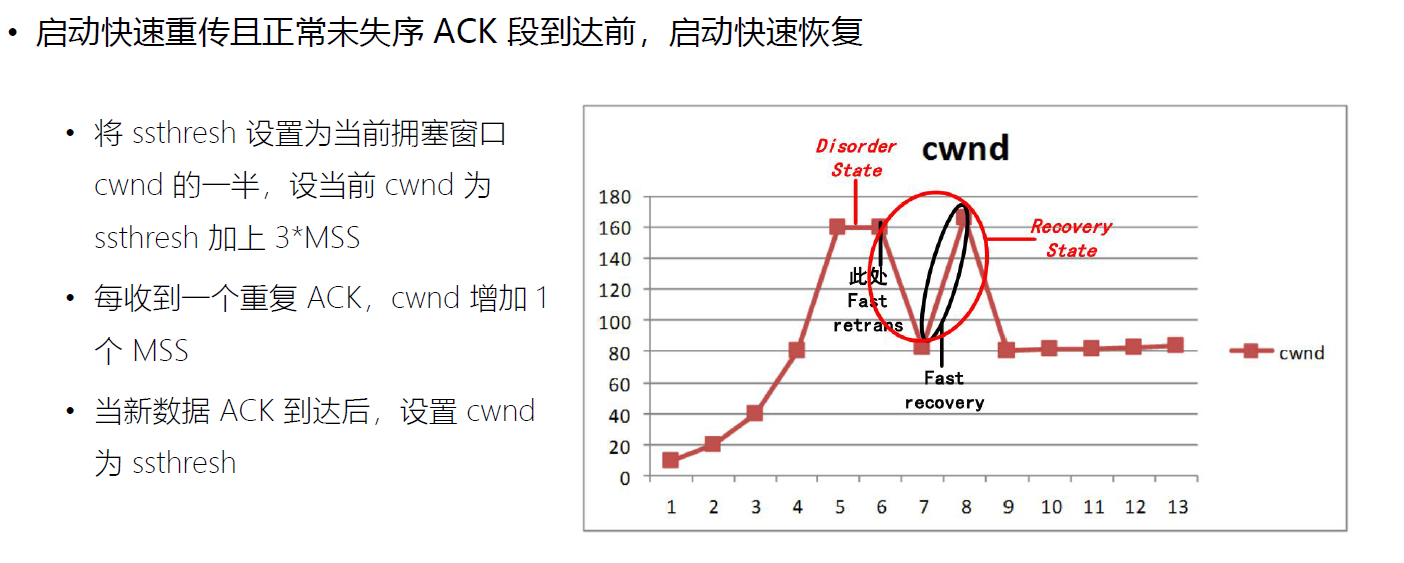 • 启动快速重传且正常未失序 ACK 段到达前，启动快速恢复
• 将 ssthresh 设置为当前拥塞窗口
cwnd 的一半，设当前 cwnd 为
ssthresh 加上 3*MSS
• 每收到一个重复 ACK，cwnd 增加 1
个 MSS
• 当新数据 ACK 到达后，设置 cwnd
为 ssthresh
cwnd
Disorder
State
Recovery
State
此处
Fast
retrans
Fast
recovery
180
160
140
120
100
80
60
40
20
0
1 2 3 4 5 6 7 8 9 10 11 12 13
cwnd